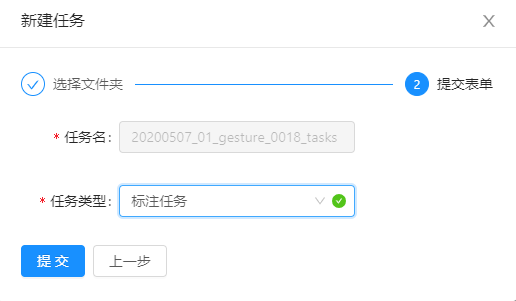 新建任务
选择文件夹
2 提交表单
* 任务名: 20200507_01_gesture_0018_tasks
* 任务类型: 标注任务
提交 上一步